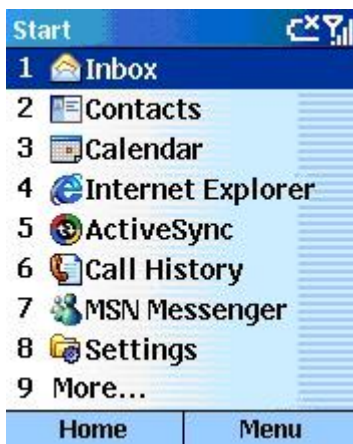 Start
1 Inbox
2 Contacts
3 Calendar
4 Internet Explorer
5 ActiveSync
6 Call History
7 MSN Messenger
8 Settings
9 More...
Home Menu